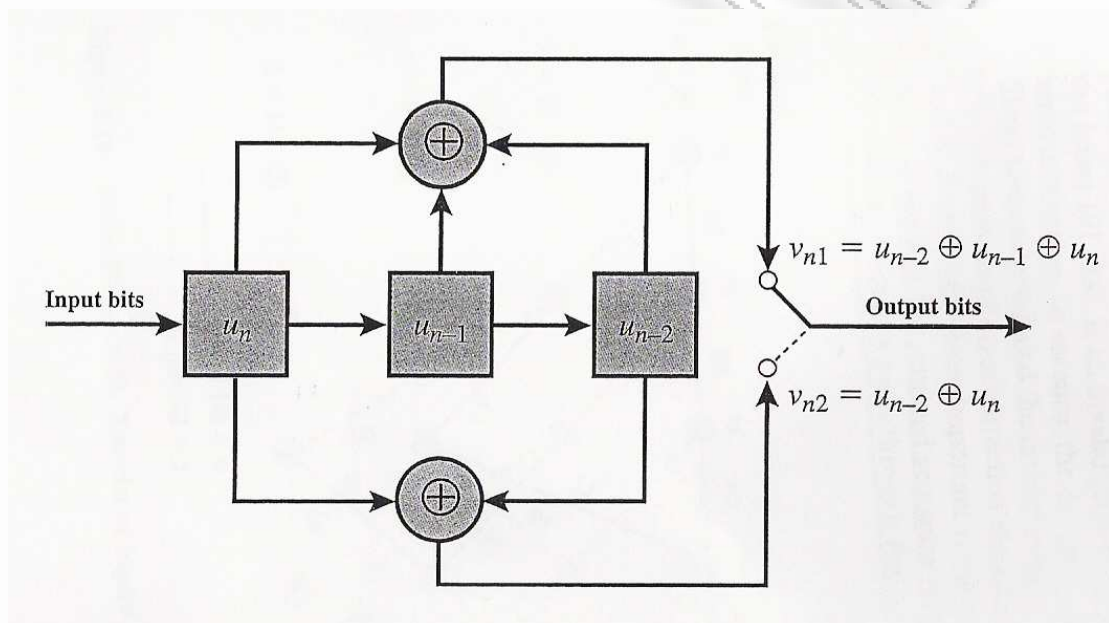 ⊕
v_{n1} = u_{n–2} ⊕ u_{n–1} ⊕ u_n
Input bits
u_n
u_{n–1}
u_{n–2}
Output bits
v_{n2} = u_{n–2} ⊕ u_n
⊕